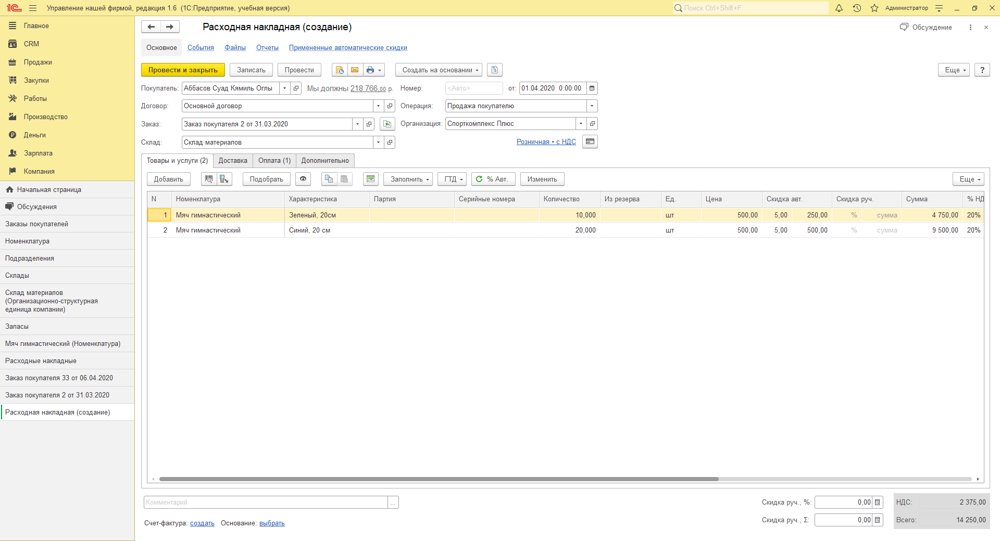 1С Управление нашей фирмой, редакция 1.6 (1С:Предприятие, учебная версия)
Поиск Ctrl+Shift+F
Администратор
Главное
CRM
Продажи
Закупки
Работы
Производство
Деньги
Зарплата
Компания
Начальная страница
Обсуждения
Заказы покупателей
Номенклатура
Подразделения
Склады
Склад материалов
(Организационно-структурная
единица компании)
Запасы
Мяч гимнастический (Номенклатура)
Расходные накладные
Заказ покупателя 33 от 06.04.2020
Заказ покупателя 2 от 31.03.2020
Расходная накладная (создание)
Расходная накладная (создание)
Обсуждение
Основное События Файлы Отчеты Примененные автоматические скидки
Провести и закрыть Записать Провести Создать на основании Еще ?
Покупатель: Аббасов Суад Кямиль Оглы Мы должны 218 766,00 р. Номер: <Авто> от: 01.04.2020 0:00:00
Договор: Основной договор Операция: Продажа покупателю
Заказ: Заказ покупателя 2 от 31.03.2020 Организация: Спорткомплекс Плюс
Склад: Склад материалов Розничная • с НДС
Товары и услуги (2) Доставка Оплата (1) Дополнительно
Добавить Подобрать Заполнить ГТД % Авт. Изменить Еще
N Номенклатура Характеристика Партия Серийные номера Количество Из резерва Ед. Цена Скидка авт. Скидка руч. Сумма % НД
1 Мяч гимнастический Зеленый, 20см 10,000 шт 500,00 5,00 250,00 % сумма 4 750,00 20%
2 Мяч гимнастический Синий, 20 см 20,000 шт 500,00 5,00 500,00 % сумма 9 500,00 20%
Комментарий ... Скидка руч., %: 0,00 НДС: 2 375,00
Счет-фактура: создать Основание: выбрать Скидка руч., Σ: 0,00 Всего: 14 250,00